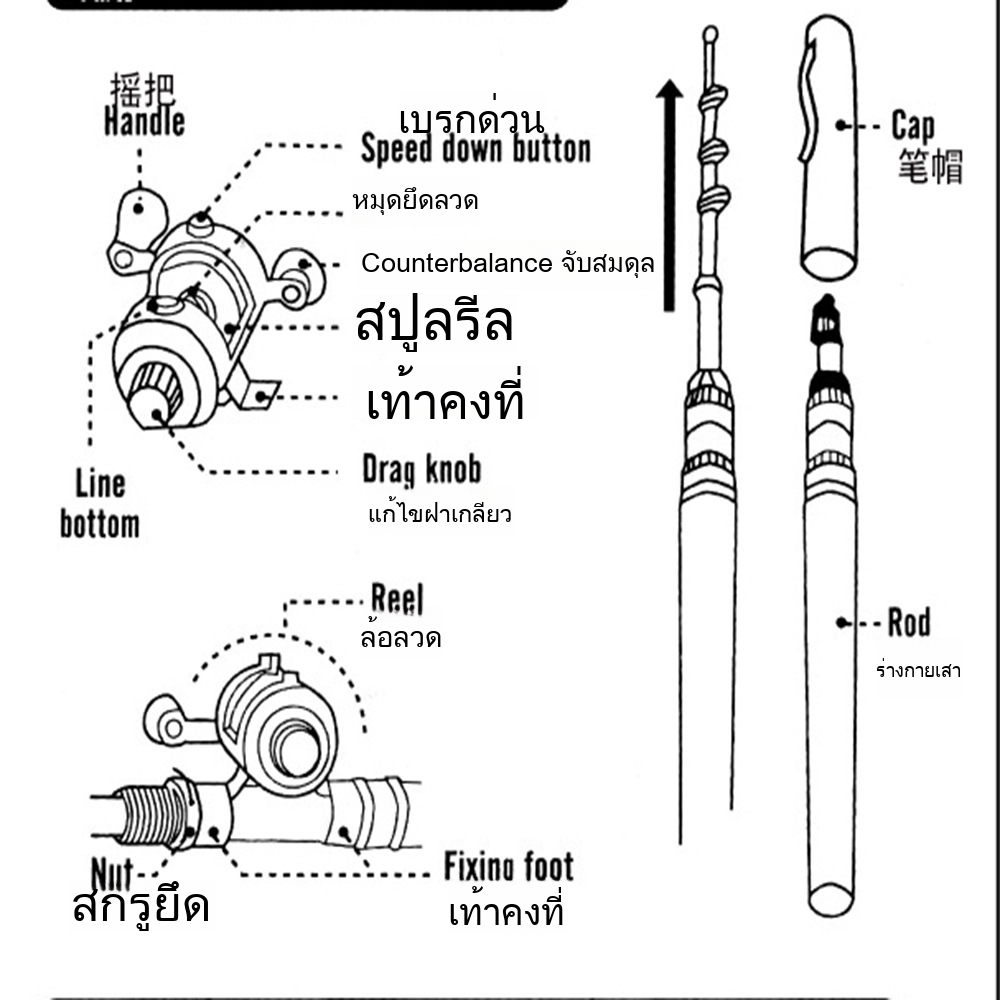 摇把
Handle
เบรกด่วน
Speed down button
หมุดยึดลวด
Counterbalance จับสมดุล
สปูลรีล
เท้าคงที่
Drag knob
แก้ไขฝาเกลียว
Line
bottom
Cap
笔帽
Reel
ล้อลวด
Rod
ร่างกายเสา
Nut
สกรูยึด
Fixing foot
เท้าคงที่